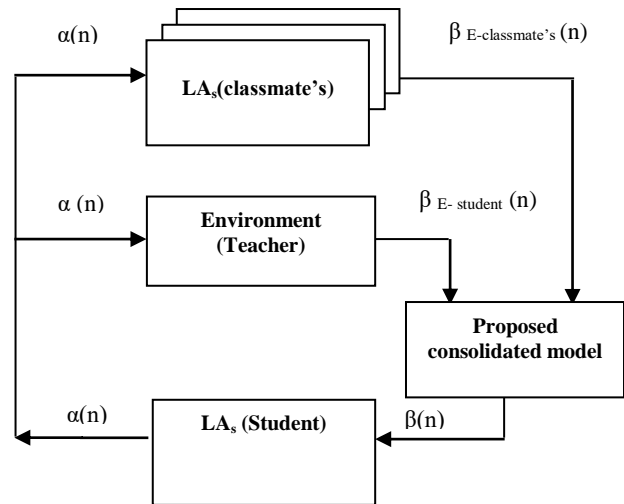 α(n)
β E-classmate’s (n)
LAs(classmate’s)
α (n)
Environment
(Teacher)
β E- student (n)
Proposed
consolidated model
α(n)
LAs (Student)
β(n)